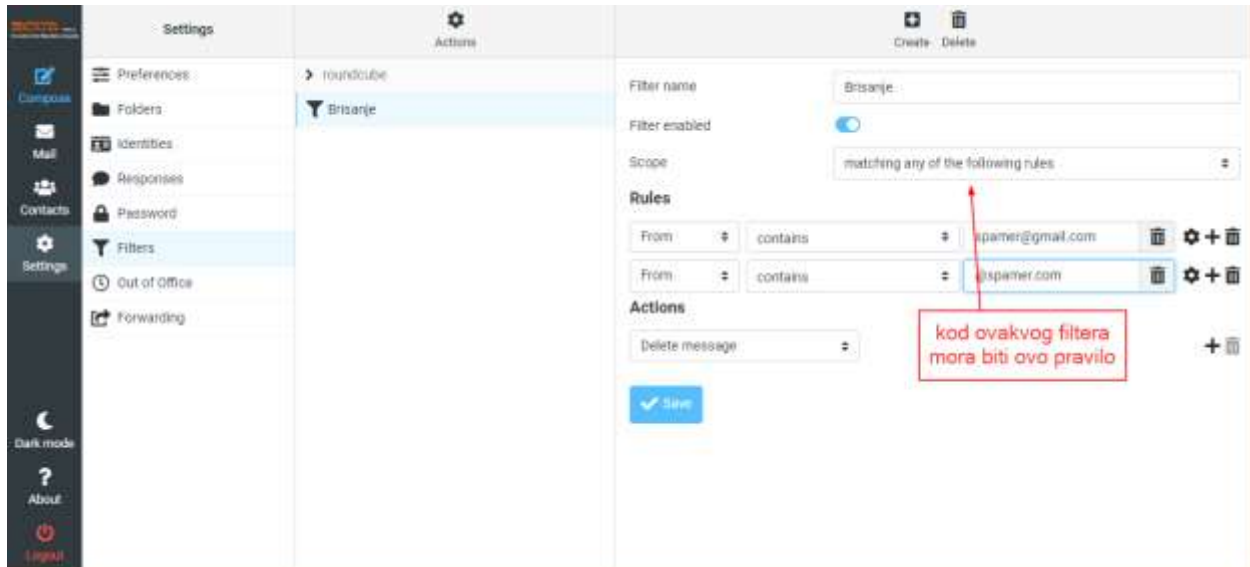 Settings
Actions
Create Delete
Compose
Mail
Contacts
Settings
Dark mode
? About
Logout
Preferences
Folders
Identities
Responses
Password
Filters
Out of Office
Forwarding
roundcube
Brisanje
Filter name Brisanje
Filter enabled
Scope matching any of the following rules
Rules
From contains spamer@gmail.com
From contains @spamer.com
Actions
Delete message
kod ovakvog filtera
mora biti ovo pravilo
Save